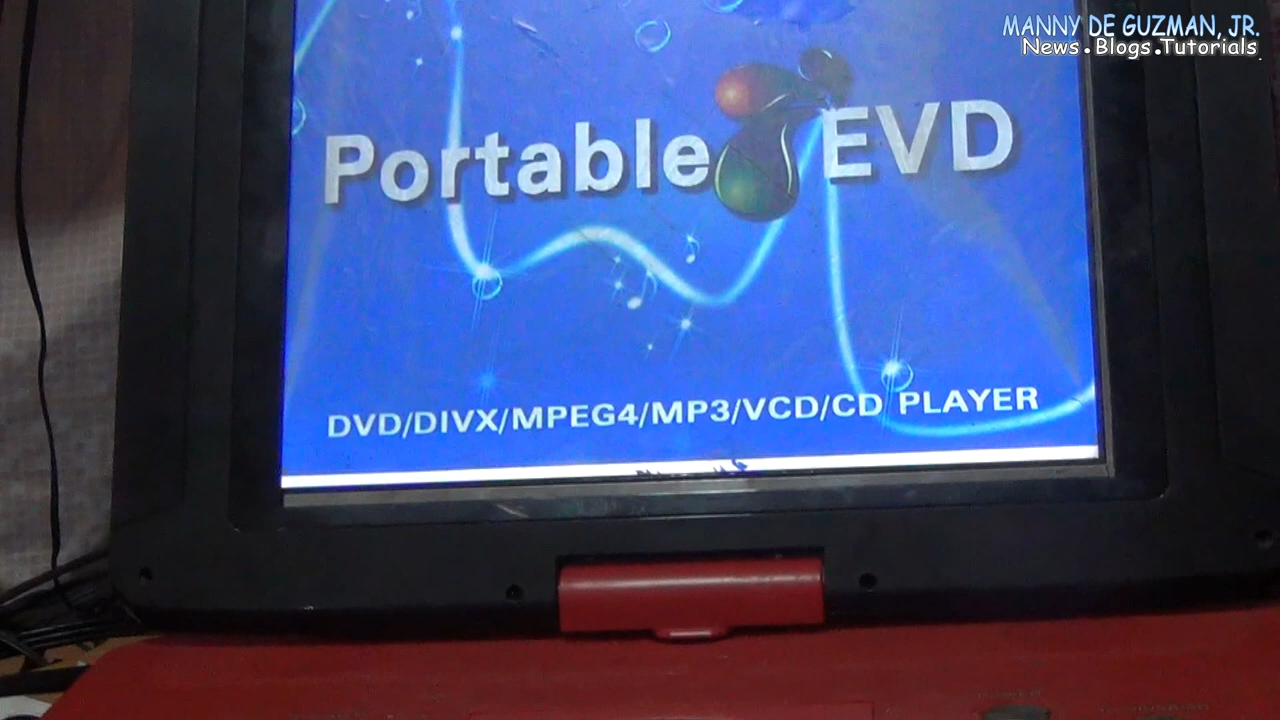 MANNY DE GUZMAN, JR.
News.Blogs.Tutorials
Portable EVD
DVD/DIVX/MPEG4/MP3/VCD/CD PLAYER